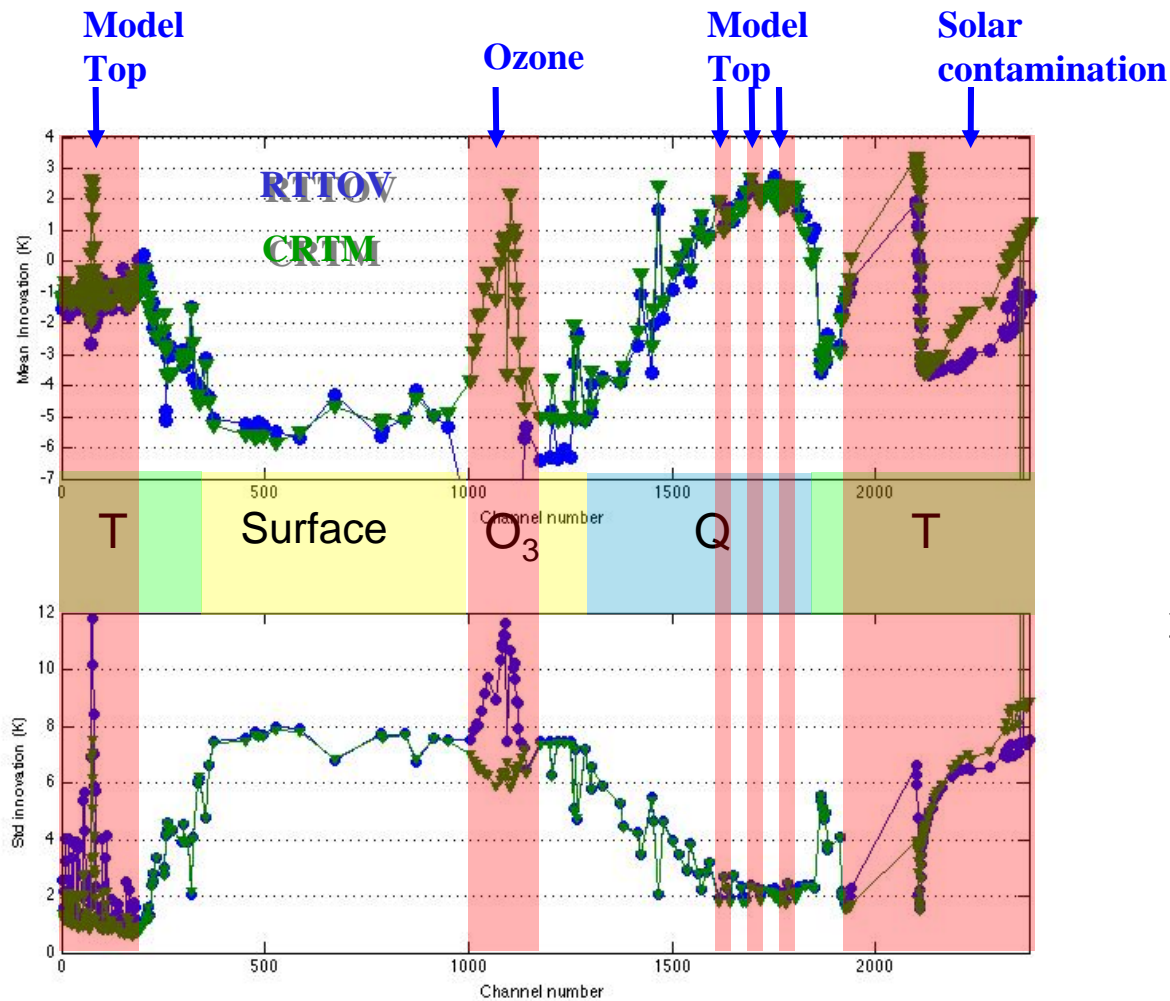 Model
Top
Ozone
Model
Top
Solar
contamination
4
3
2
1
0
-1
-2
-3
-4
-5
-6
-7
Mean Innovation (K)
RTTOV
CRTM
0 500 1000 1500 2000
Channel number
T Surface O₃ Q T
12
10
8
6
4
2
0
Std innovation (K)
0 500 1000 1500 2000
Channel number